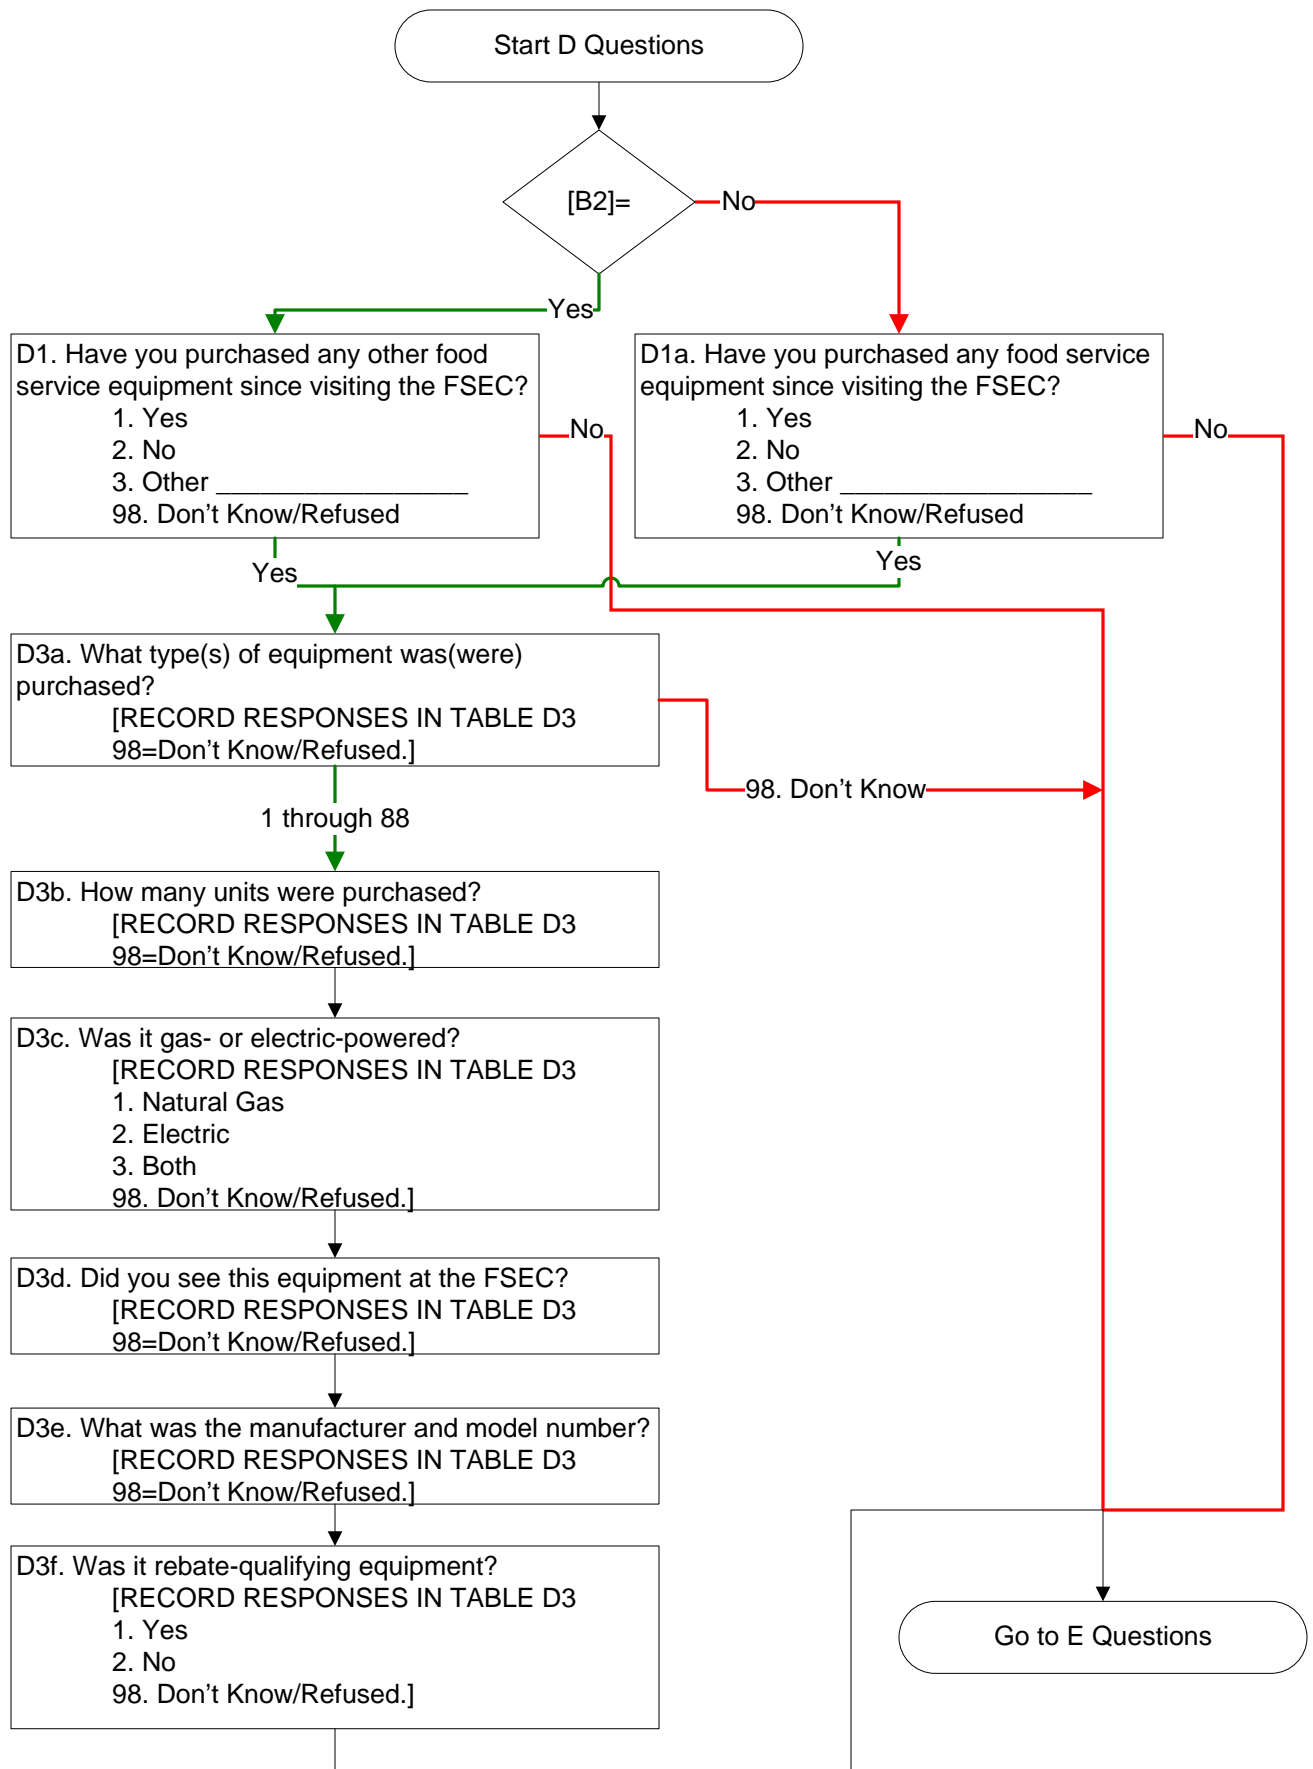 Start D Questions
[B2]=
No
Yes
D1. Have you purchased any other food
service equipment since visiting the FSEC?
1. Yes
2. No
3. Other _________________
98. Don't Know/Refused
No
D1a. Have you purchased any food service
equipment since visiting the FSEC?
1. Yes
2. No
3. Other _________________
98. Don't Know/Refused
No
Yes
Yes
D3a. What type(s) of equipment was(were)
purchased?
[RECORD RESPONSES IN TABLE D3
98=Don't Know/Refused.]
98. Don't Know
1 through 88
D3b. How many units were purchased?
[RECORD RESPONSES IN TABLE D3
98=Don't Know/Refused.]
D3c. Was it gas- or electric-powered?
[RECORD RESPONSES IN TABLE D3
1. Natural Gas
2. Electric
3. Both
98. Don't Know/Refused.]
D3d. Did you see this equipment at the FSEC?
[RECORD RESPONSES IN TABLE D3
98=Don't Know/Refused.]
D3e. What was the manufacturer and model number?
[RECORD RESPONSES IN TABLE D3
98=Don't Know/Refused.]
D3f. Was it rebate-qualifying equipment?
[RECORD RESPONSES IN TABLE D3
1. Yes
2. No
98. Don't Know/Refused.]
Go to E Questions